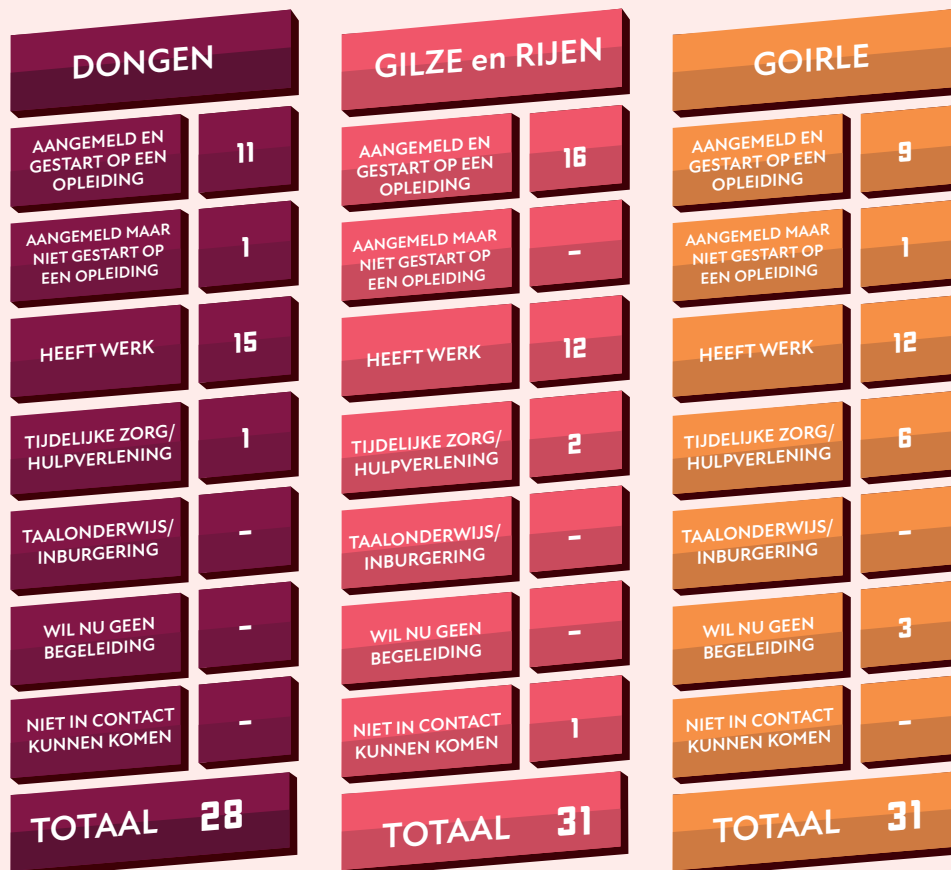 DONGEN
AANGEMELD EN
GESTART OP EEN
OPLEIDING
11
AANGEMELD MAAR
NIET GESTART OP
EEN OPLEIDING
1
HEEFT WERK
15
TIJDELIJKE ZORG/
HULPVERLENING
1
TAALONDERWIJS/
INBURGERING
–
WIL NU GEEN
BEGELEIDING
–
NIET IN CONTACT
KUNNEN KOMEN
–
TOTAAL 28
GILZE en RIJEN
AANGEMELD EN
GESTART OP EEN
OPLEIDING
16
AANGEMELD MAAR
NIET GESTART OP
EEN OPLEIDING
–
HEEFT WERK
12
TIJDELIJKE ZORG/
HULPVERLENING
2
TAALONDERWIJS/
INBURGERING
–
WIL NU GEEN
BEGELEIDING
–
NIET IN CONTACT
KUNNEN KOMEN
1
TOTAAL 31
GOIRLE
AANGEMELD EN
GESTART OP EEN
OPLEIDING
9
AANGEMELD MAAR
NIET GESTART OP
EEN OPLEIDING
1
HEEFT WERK
12
TIJDELIJKE ZORG/
HULPVERLENING
6
TAALONDERWIJS/
INBURGERING
–
WIL NU GEEN
BEGELEIDING
3
NIET IN CONTACT
KUNNEN KOMEN
–
TOTAAL 31